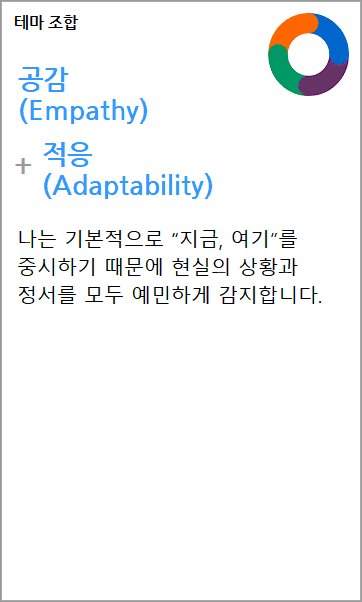 테마 조합
공감
(Empathy)
+ 적응
(Adaptability)
나는 기본적으로 “지금, 여기”를
중시하기 때문에 현실의 상황과
정서를 모두 예민하게 감지합니다.